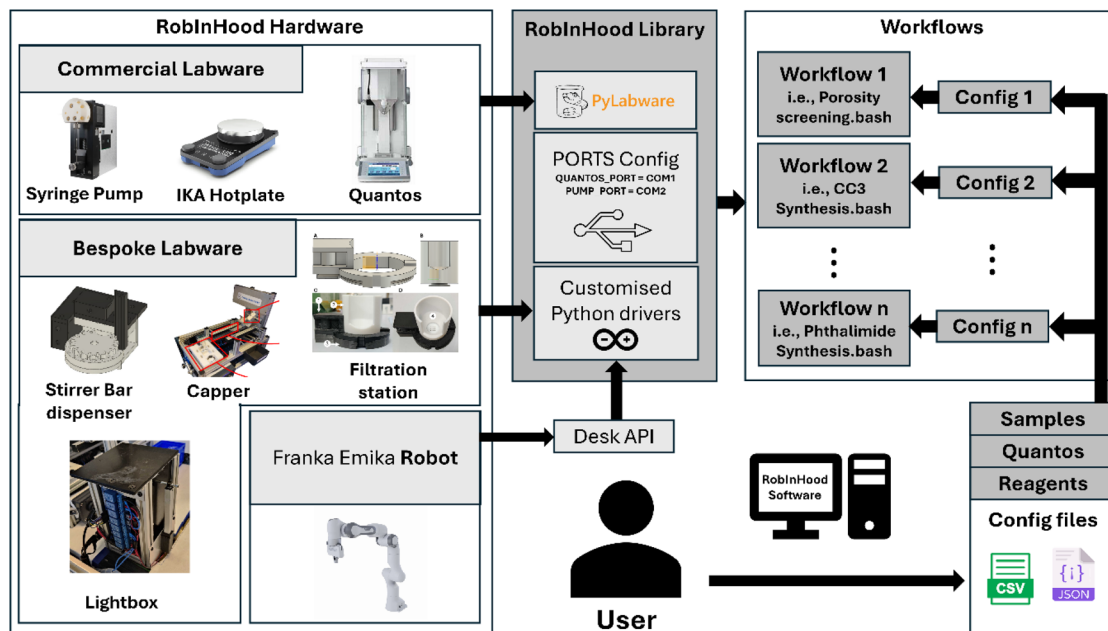 RobInHood Hardware
Commercial Labware
Syringe Pump
IKA Hotplate
Quantos
Bespoke Labware
A
B
C
D
Stirrer Bar
dispenser
Capper
Filtration
station
Lightbox
Franka Emika Robot
RobInHood Library
PyLabware
PORTS Config
QUANTOS_PORT = COM1
PUMP_PORT = COM2
Customised
Python drivers
Desk API
Workflows
Workflow 1
i.e., Porosity
screening.bash
Config 1
Workflow 2
i.e., CC3
Synthesis.bash
Config 2
Workflow n
i.e., Phthalimide
Synthesis.bash
Config n
Samples
Quantos
Reagents
Config files
CSV
{i}
JSON
RobInHood
Software
User